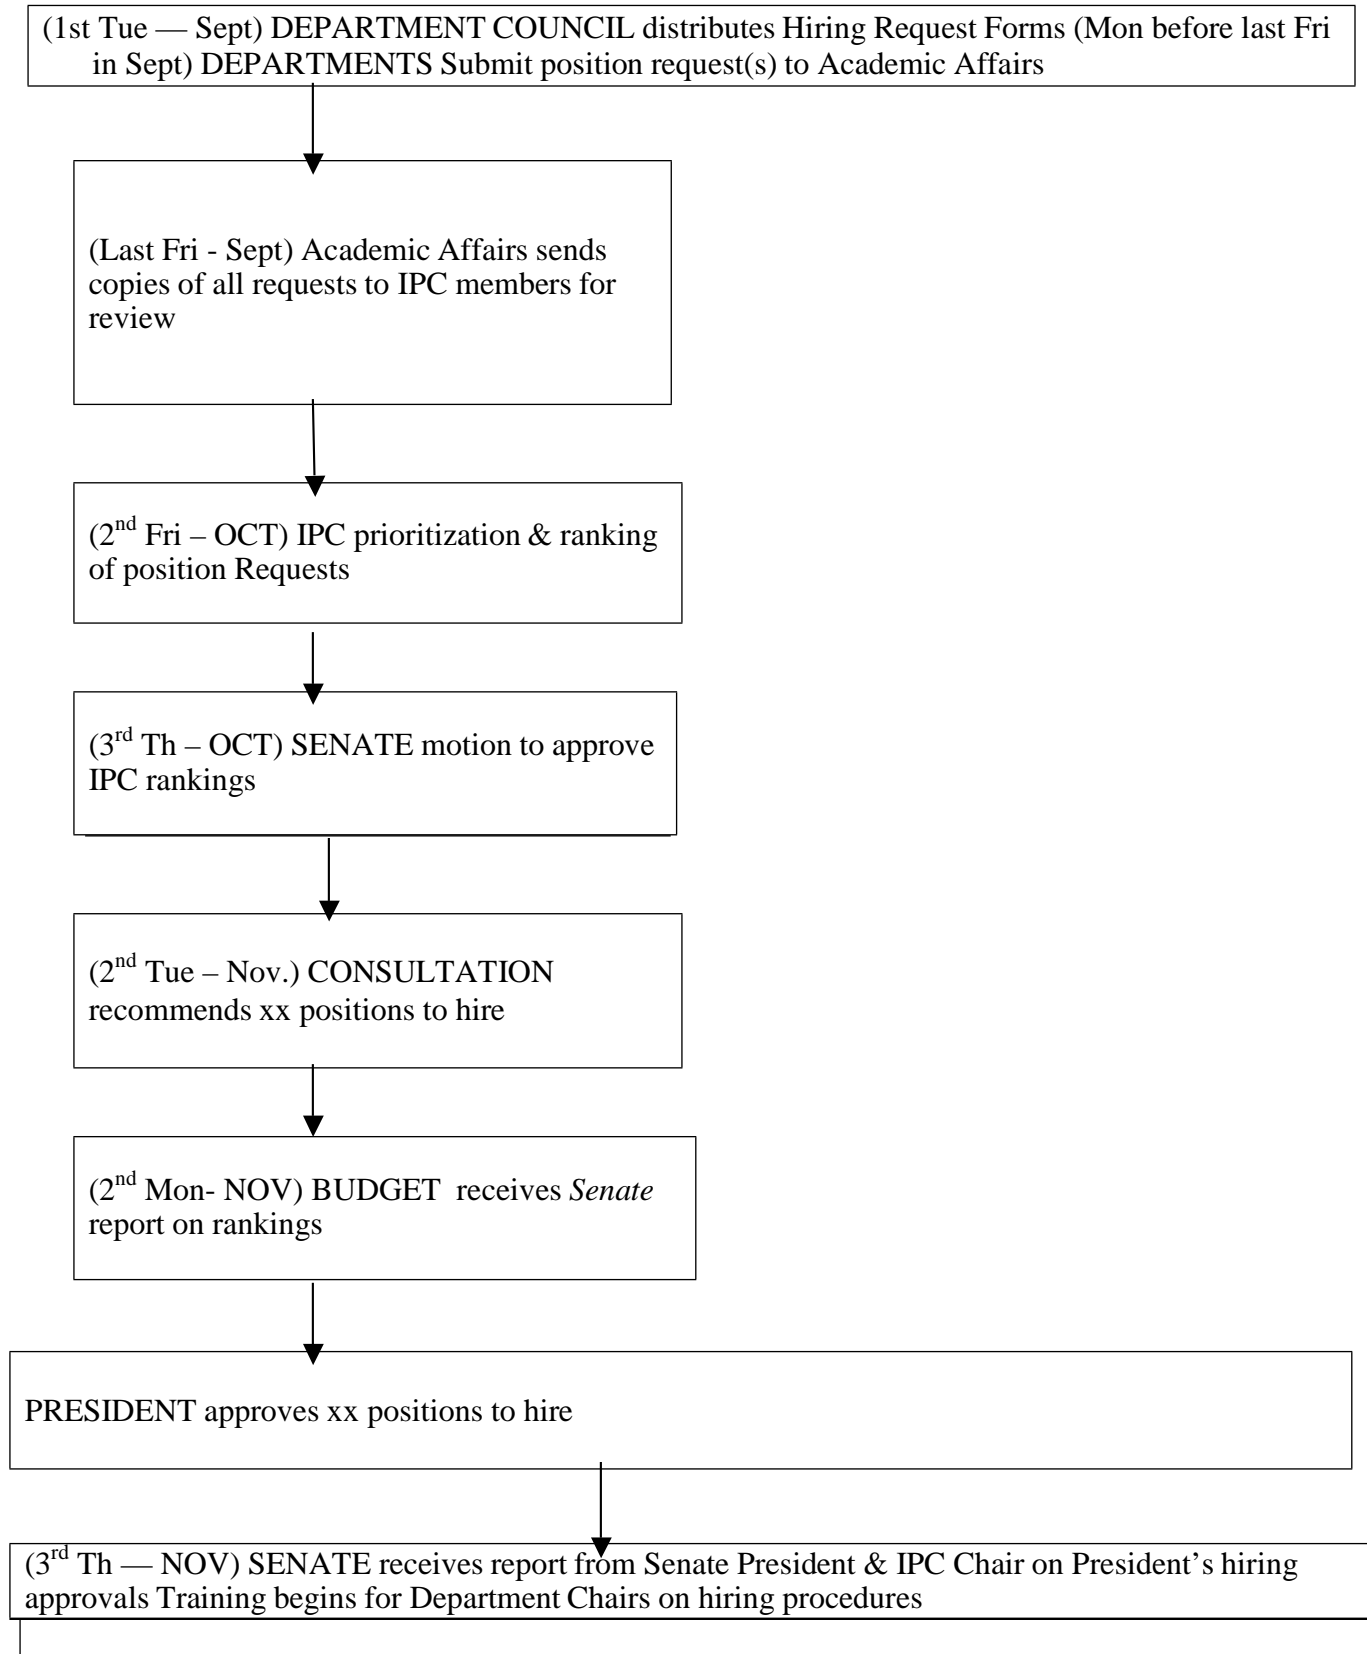 (1st Tue — Sept) DEPARTMENT COUNCIL distributes Hiring Request Forms (Mon before last Fri
in Sept) DEPARTMENTS Submit position request(s) to Academic Affairs
(Last Fri - Sept) Academic Affairs sends
copies of all requests to IPC members for
review
(2nd Fri – OCT) IPC prioritization & ranking
of position Requests
(3rd Th – OCT) SENATE motion to approve
IPC rankings
(2nd Tue – Nov.) CONSULTATION
recommends xx positions to hire
(2nd Mon- NOV) BUDGET receives Senate
report on rankings
PRESIDENT approves xx positions to hire
(3rd Th — NOV) SENATE receives report from Senate President & IPC Chair on President’s hiring
approvals Training begins for Department Chairs on hiring procedures